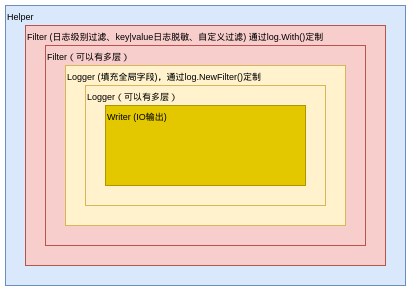 Helper
Filter (日志级别过滤、key|value日志脱敏、自定义过滤) 通过log.With()定制
Filter（可以有多层）
Logger (填充全局字段)，通过log.NewFilter()定制
Logger（可以有多层）
Writer (IO输出)